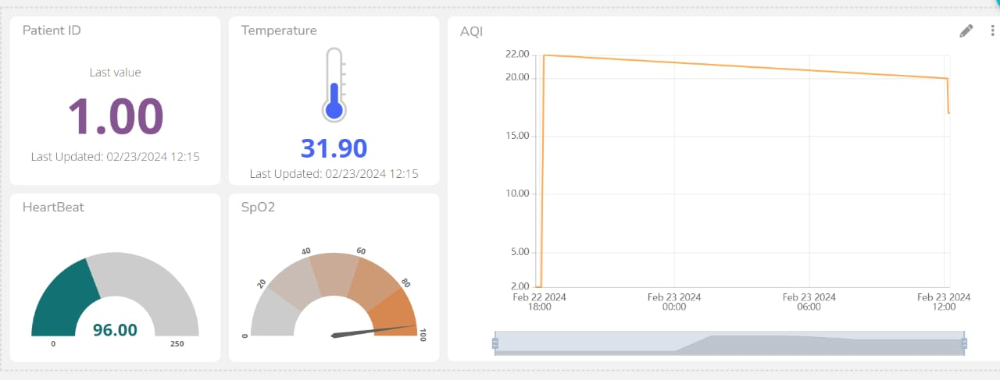 Patient ID
Last value
1.00
Last Updated: 02/23/2024 12:15
Temperature
31.90
Last Updated: 02/23/2024 12:15
AQI
22.00
20.00
15.00
10.00
5.00
2.00
Feb 22 2024
18:00
Feb 23 2024
00:00
Feb 23 2024
06:00
Feb 23 2024
12:00
HeartBeat
96.00
0
250
SpO2
0
20
40
60
80
100